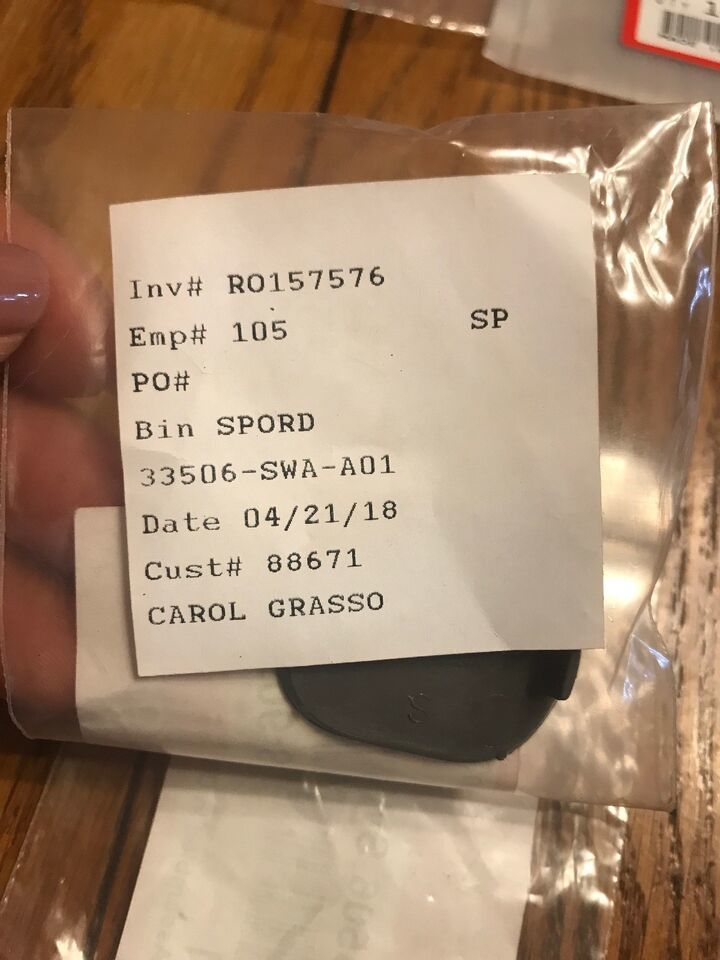 Inv# RO157576
Emp# 105 SP
PO#
Bin SPORD
33506-SWA-A01
Date 04/21/18
Cust# 88671
CAROL GRASSO
S